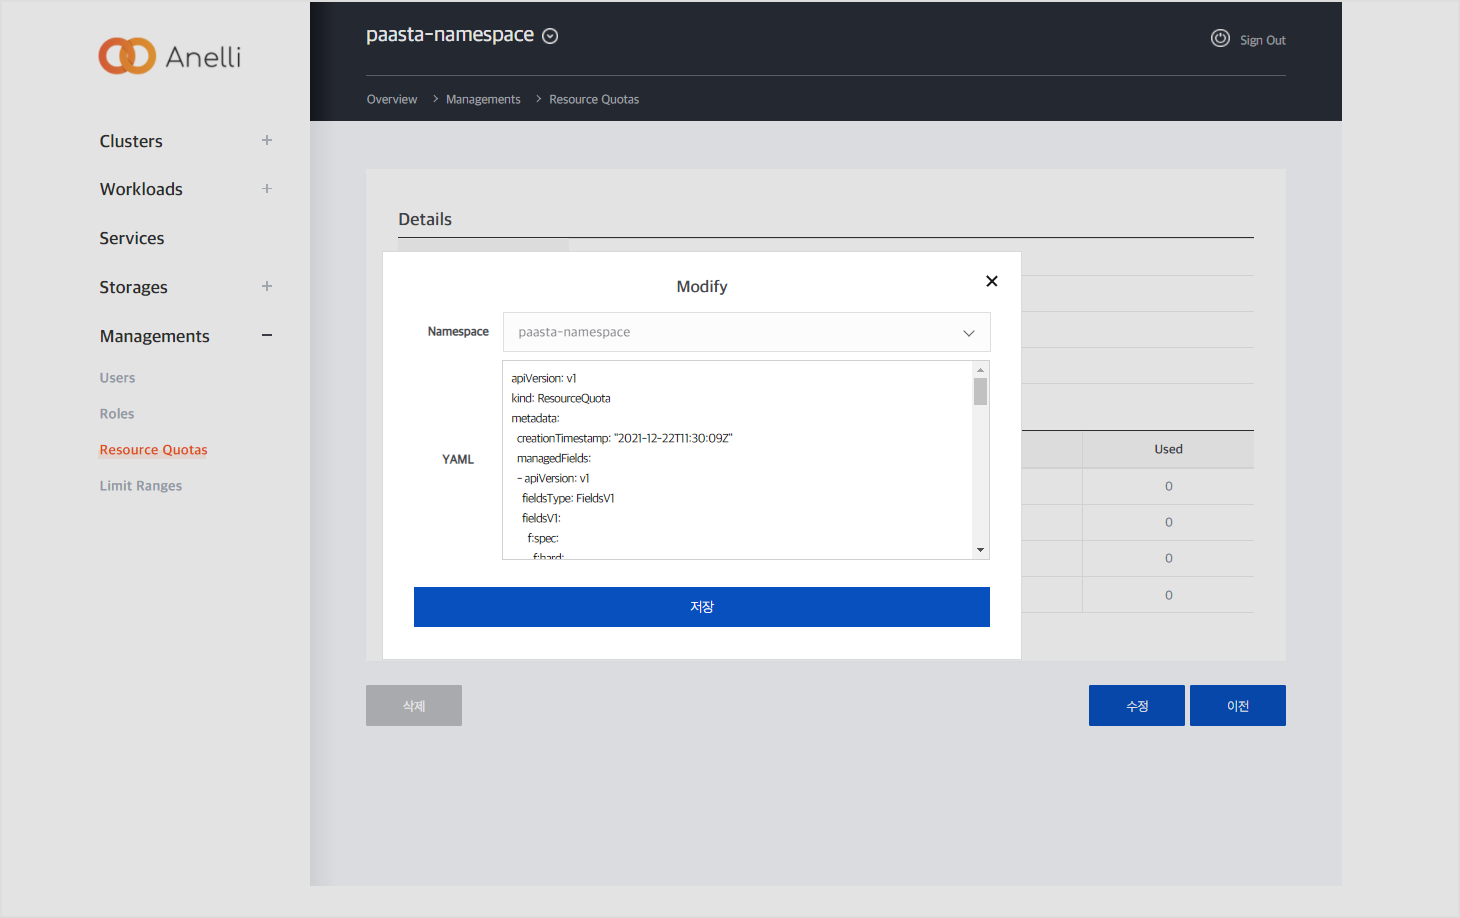 Anelli
paasta-namespace
Sign Out
Overview > Managements > Resource Quotas
Clusters
Workloads
Services
Storages
Managements
Users
Roles
Resource Quotas
Limit Ranges
Details
Modify
Namespace
paasta-namespace
YAML
apiVersion: v1
kind: ResourceQuota
metadata:
creationTimestamp: "2021-12-22T11:30:09Z"
managedFields:
- apiVersion: v1
fieldsType: FieldsV1
fieldsV1:
f:spec:
f:hard:
저장
Used
0
0
0
0
삭제
수정
이전